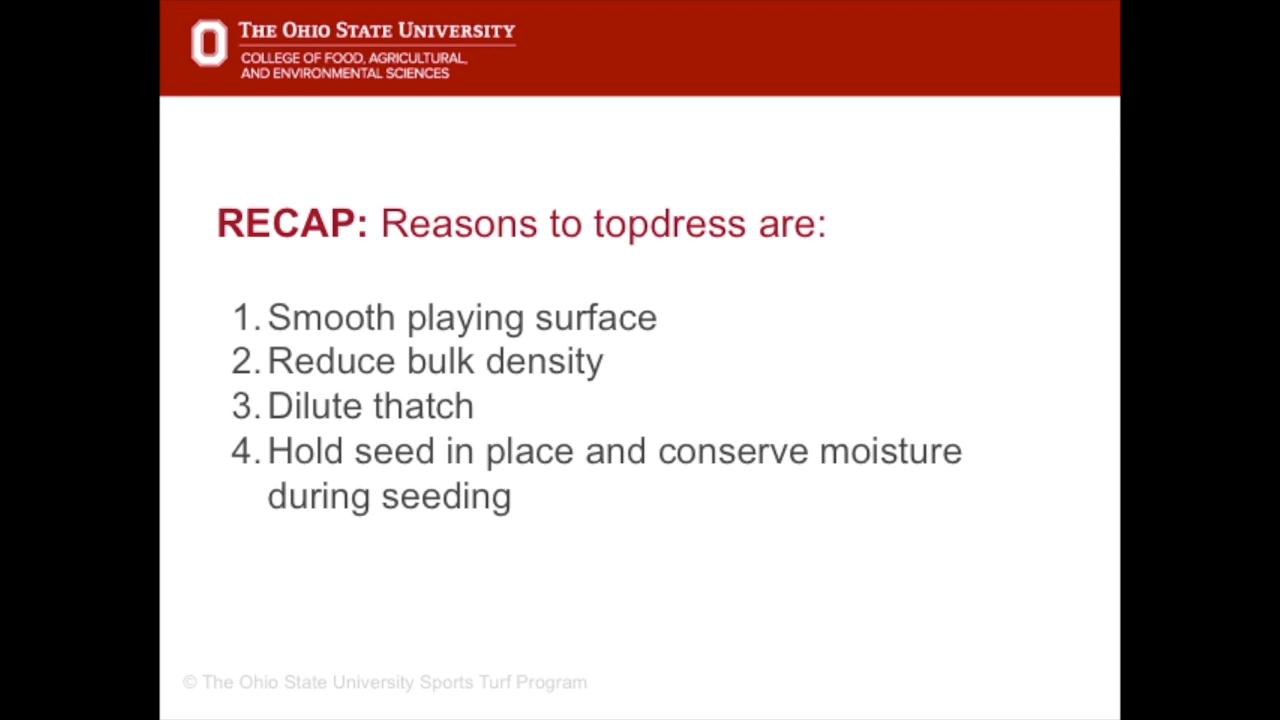 THE OHIO STATE UNIVERSITY
COLLEGE OF FOOD, AGRICULTURAL,
AND ENVIRONMENTAL SCIENCES
RECAP: Reasons to topdress are:
1. Smooth playing surface
2. Reduce bulk density
3. Dilute thatch
4. Hold seed in place and conserve moisture
during seeding
© The Ohio State University Sports Turf Program